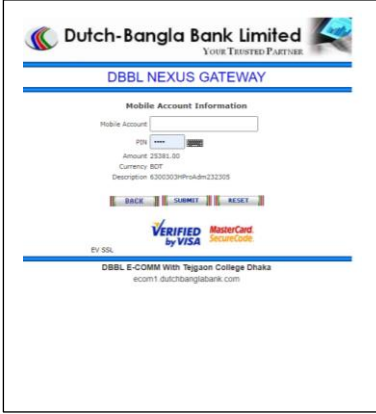 Dutch-Bangla Bank Limited
YOUR TRUSTED PARTNER
DBBL NEXUS GATEWAY
Mobile Account Information
Mobile Account
PIN ••••
Amount 25381.00
Currency BDT
Description 6300303HProAdm232305
BACK SUBMIT RESET
VERIFIED by VISA MasterCard. SecureCode.
EV SSL
DBBL E-COMM With Tejgaon College Dhaka
ecom1.dutchbanglabank.com